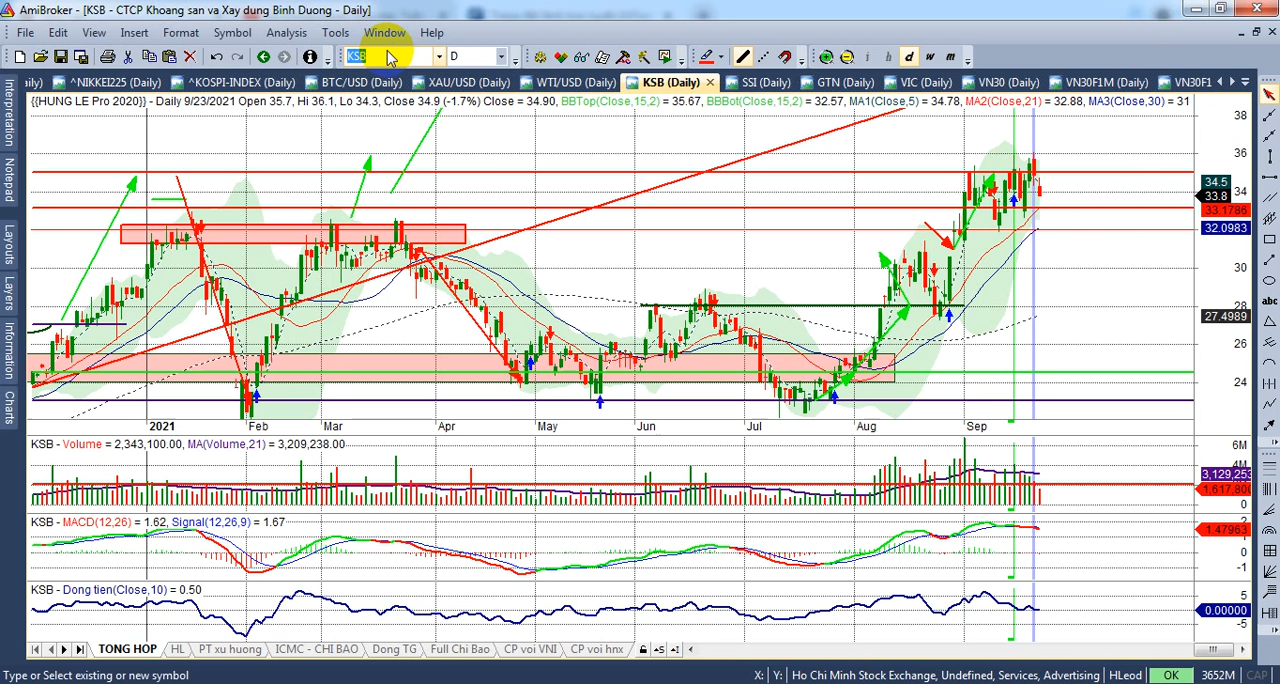 AmiBroker - [KSB - CTCP Khoang san va Xay dung Binh Duong - Daily]
File Edit View Insert Format Symbol Analysis Tools Window Help
KSB D i h d w m
ily) ^NIKKEI225 (Daily) ^KOSPI-INDEX (Daily) BTC/USD (Daily) XAU/USD (Daily) WTI/USD (Daily) KSB (Daily) SSI (Daily) GTN (Daily) VIC (Daily) VN30 (Daily) VN30F1M (Daily) VN30F1
{{HUNG LE Pro 2020}} - Daily 9/23/2021 Open 35.7, Hi 36.1, Lo 34.3, Close 34.9 (-1.7%) Close = 34.90, BBTop(Close,15,2) = 35.67, BBBot(Close,15,2) = 32.57, MA1(Close,5) = 34.78, MA2(Close,21) = 32.88, MA3(Close,30) = 31
Interpretation
Notepad
Layouts
Layers
Information
Charts
38
36
34
30
28
26
24
34.5
33.8
33.1786
32.0983
27.4989
abc
2021 Feb Mar Apr May Jun Jul Aug Sep
KSB - Volume = 2,343,100.00, MA(Volume,21) = 3,209,238.00
6M
4M
3,129,253
1,617,800
0
KSB - MACD(12,26) = 1.62, Signal(12,26,9) = 1.67
2
1.47963
0
-1
KSB - Dong tien(Close,10) = 0.50
5
0.00000
-5
TONG HOP HL PT xu huong ICMC - CHI BAO Dong TG Full Chi Bao CP voi VNI CP voi hnx
Type or Select existing or new symbol X: Y: Ho Chi Minh Stock Exchange, Undefined, Services, Advertising HLeod OK 3652M CAP